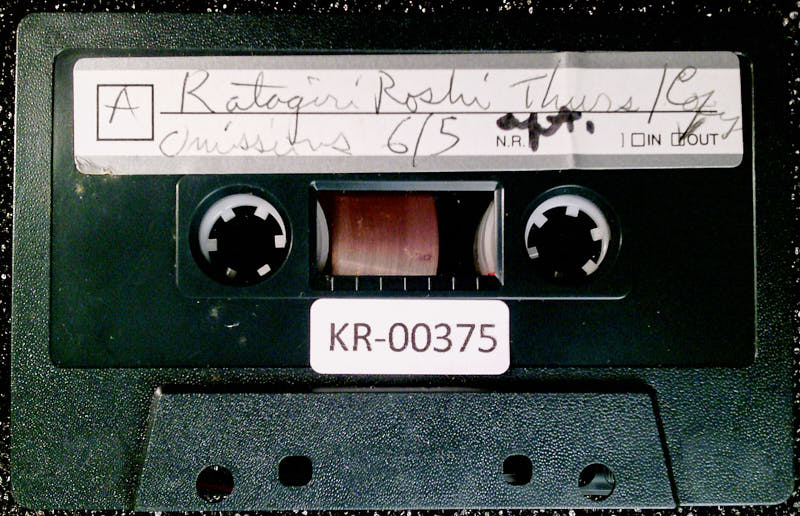 A Katagiri Roshi Thurs/Copy
Omissions 6/5 apt.
N.R. IN OUT
KR-00375